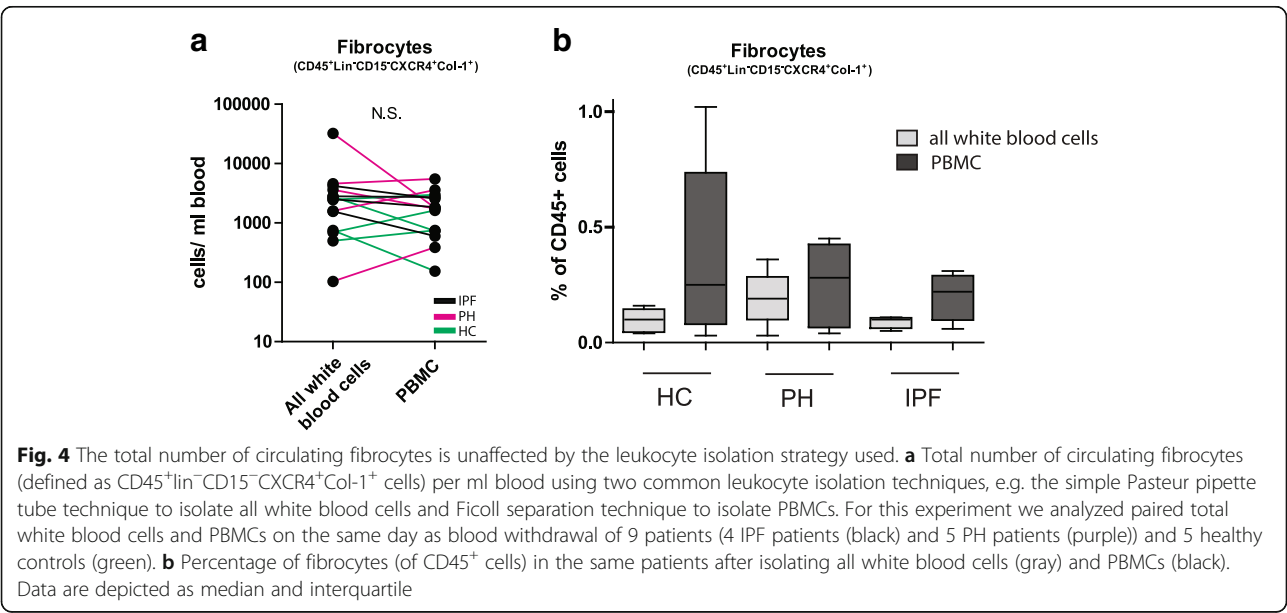 a
Fibrocytes
(CD45⁺Lin⁻CD15⁻CXCR4⁺Col-1⁺)
N.S.
cells/ ml blood
100000
10000
1000
100
10
IPF
PH
HC
All white
blood cells
PBMC
b
Fibrocytes
(CD45⁺Lin⁻CD15⁻CXCR4⁺Col-1⁺)
% of CD45+ cells
1.0
0.5
0.0
all white blood cells
PBMC
HC
PH
IPF
Fig. 4 The total number of circulating fibrocytes is unaffected by the leukocyte isolation strategy used. a Total number of circulating fibrocytes
(defined as CD45⁺lin⁻CD15⁻CXCR4⁺Col-1⁺ cells) per ml blood using two common leukocyte isolation techniques, e.g. the simple Pasteur pipette
tube technique to isolate all white blood cells and Ficoll separation technique to isolate PBMCs. For this experiment we analyzed paired total
white blood cells and PBMCs on the same day as blood withdrawal of 9 patients (4 IPF patients (black) and 5 PH patients (purple)) and 5 healthy
controls (green). b Percentage of fibrocytes (of CD45⁺ cells) in the same patients after isolating all white blood cells (gray) and PBMCs (black).
Data are depicted as median and interquartile